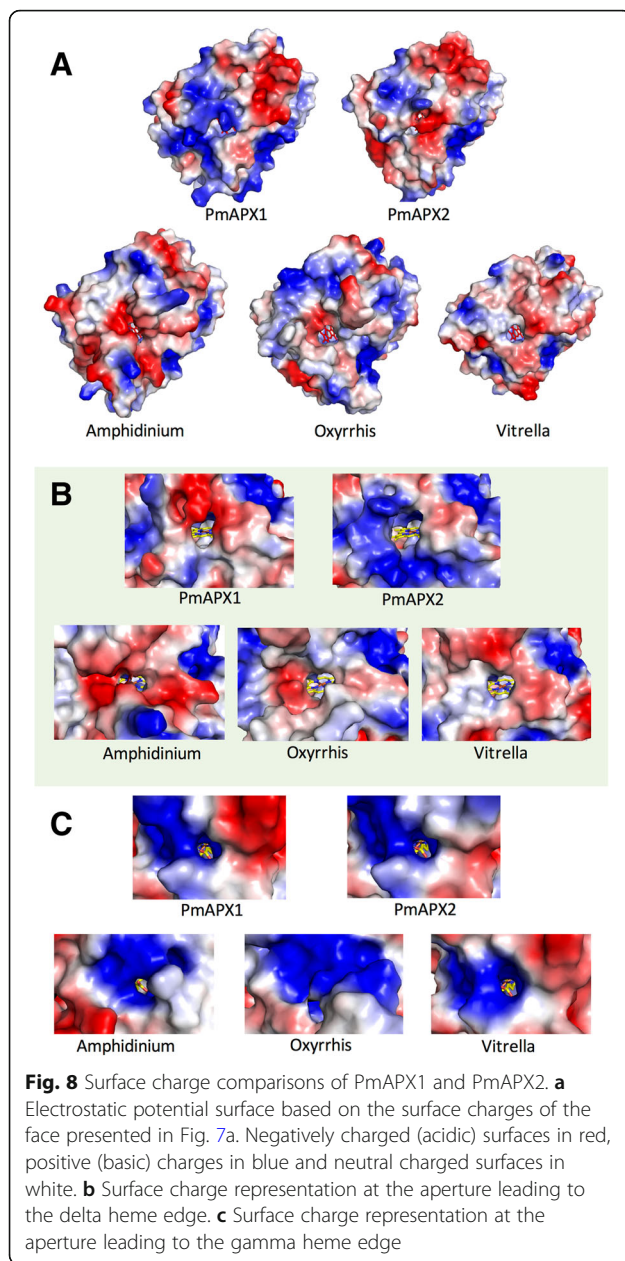 A
PmAPX1 PmAPX2
Amphidinium Oxyrrhis Vitrella
B
PmAPX1 PmAPX2
Amphidinium Oxyrrhis Vitrella
C
PmAPX1 PmAPX2
Amphidinium Oxyrrhis Vitrella
Fig. 8 Surface charge comparisons of PmAPX1 and PmAPX2. a
Electrostatic potential surface based on the surface charges of the
face presented in Fig. 7a. Negatively charged (acidic) surfaces in red,
positive (basic) charges in blue and neutral charged surfaces in
white. b Surface charge representation at the aperture leading to
the delta heme edge. c Surface charge representation at the
aperture leading to the gamma heme edge